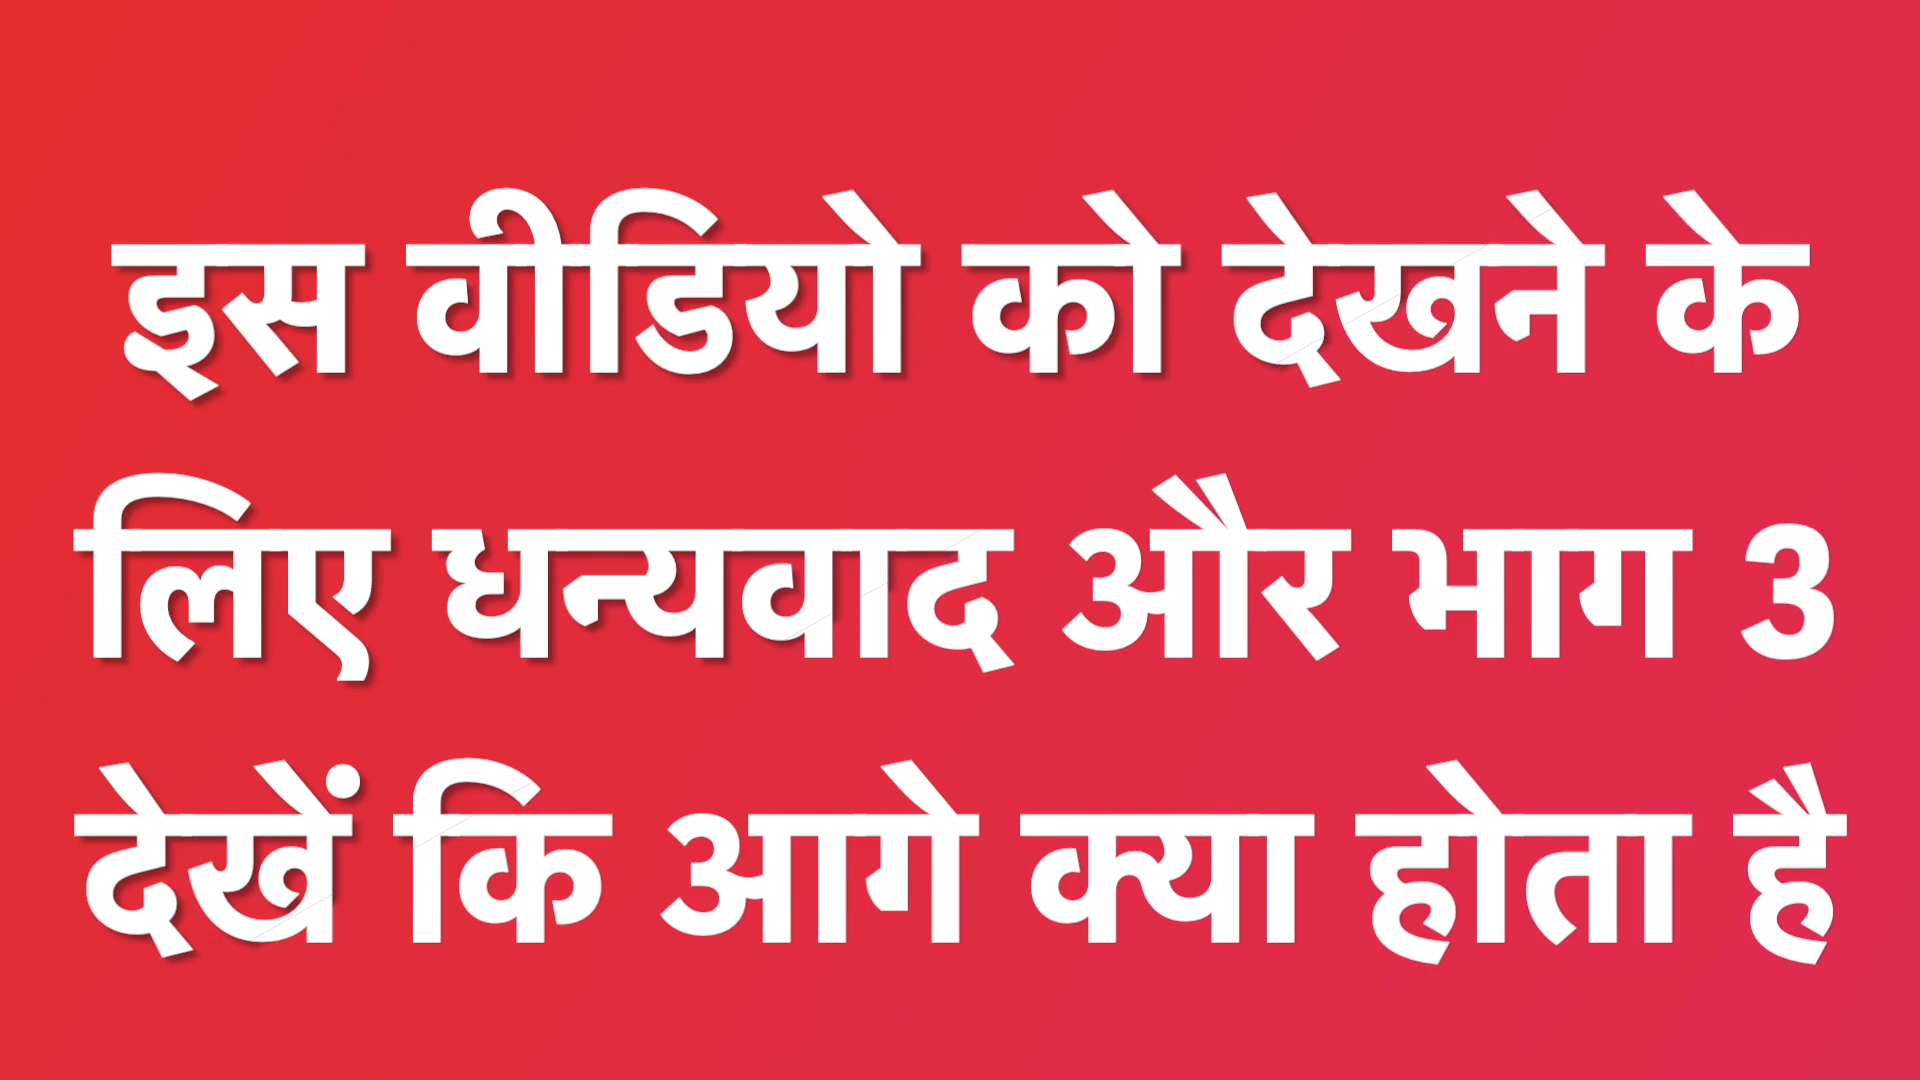 इस वीडियो को देखने के
लिए धन्यवाद और भाग 3
देखें कि आगे क्या होता है